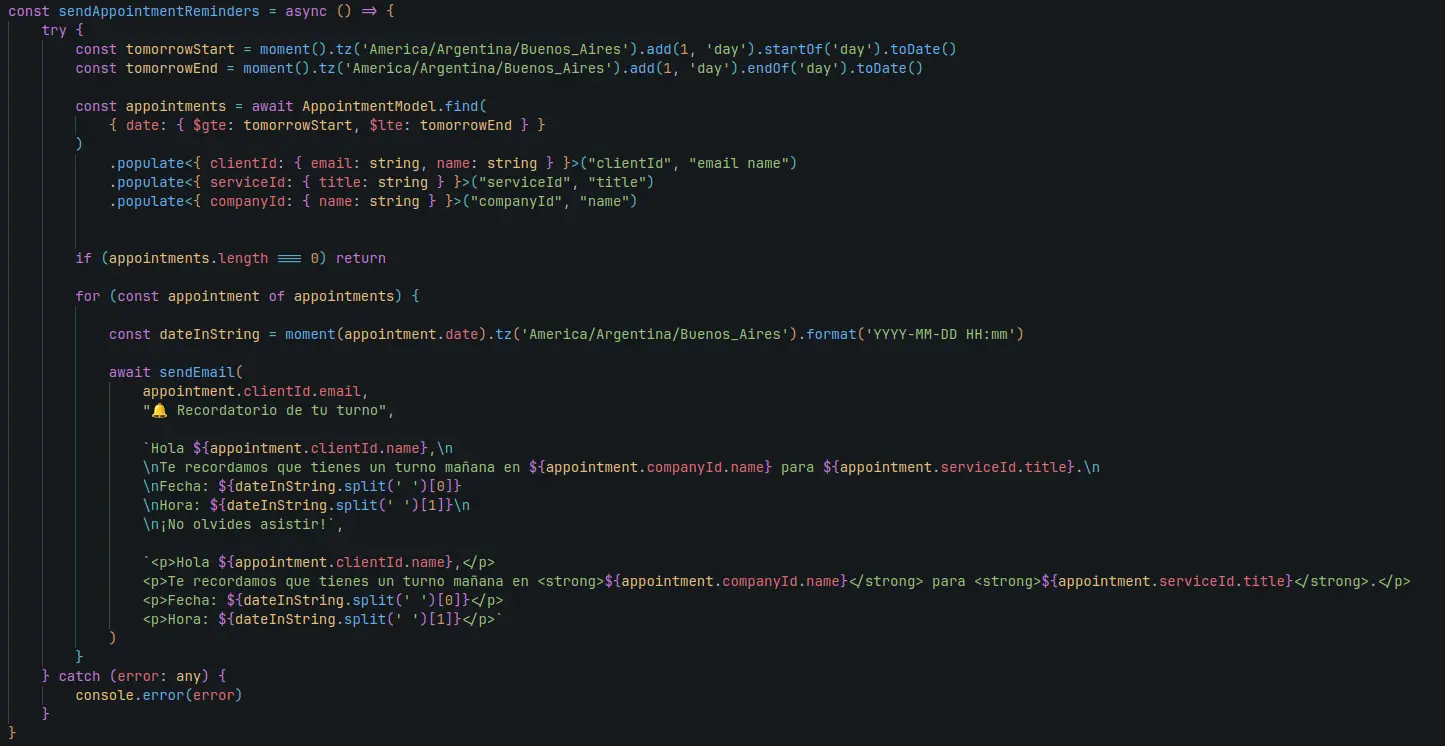 const sendAppointmentReminders = async () => {
    try {
        const tomorrowStart = moment().tz('America/Argentina/Buenos_Aires').add(1, 'day').startOf('day').toDate()
        const tomorrowEnd = moment().tz('America/Argentina/Buenos_Aires').add(1, 'day').endOf('day').toDate()

        const appointments = await AppointmentModel.find(
            { date: { $gte: tomorrowStart, $lte: tomorrowEnd } }
        )
            .populate<{ clientId: { email: string, name: string } }>("clientId", "email name")
            .populate<{ serviceId: { title: string } }>("serviceId", "title")
            .populate<{ companyId: { name: string } }>("companyId", "name")


        if (appointments.length === 0) return

        for (const appointment of appointments) {

            const dateInString = moment(appointment.date).tz('America/Argentina/Buenos_Aires').format('YYYY-MM-DD HH:mm')

            await sendEmail(
                appointment.clientId.email,
                "🔔 Recordatorio de tu turno",

                `Hola ${appointment.clientId.name},\n
                \nTe recordamos que tienes un turno mañana en ${appointment.companyId.name} para ${appointment.serviceId.title}.\n
                \nFecha: ${dateInString.split(' ')[0]}
                \nHora: ${dateInString.split(' ')[1]}\n
                \n¡No olvides asistir!`,

                `<p>Hola ${appointment.clientId.name},</p>
                <p>Te recordamos que tienes un turno mañana en <strong>${appointment.companyId.name}</strong> para <strong>${appointment.serviceId.title}</strong>.</p>
                <p>Fecha: ${dateInString.split(' ')[0]}</p>
                <p>Hora: ${dateInString.split(' ')[1]}</p>`
            )
        }
    } catch (error: any) {
        console.error(error)
    }
}